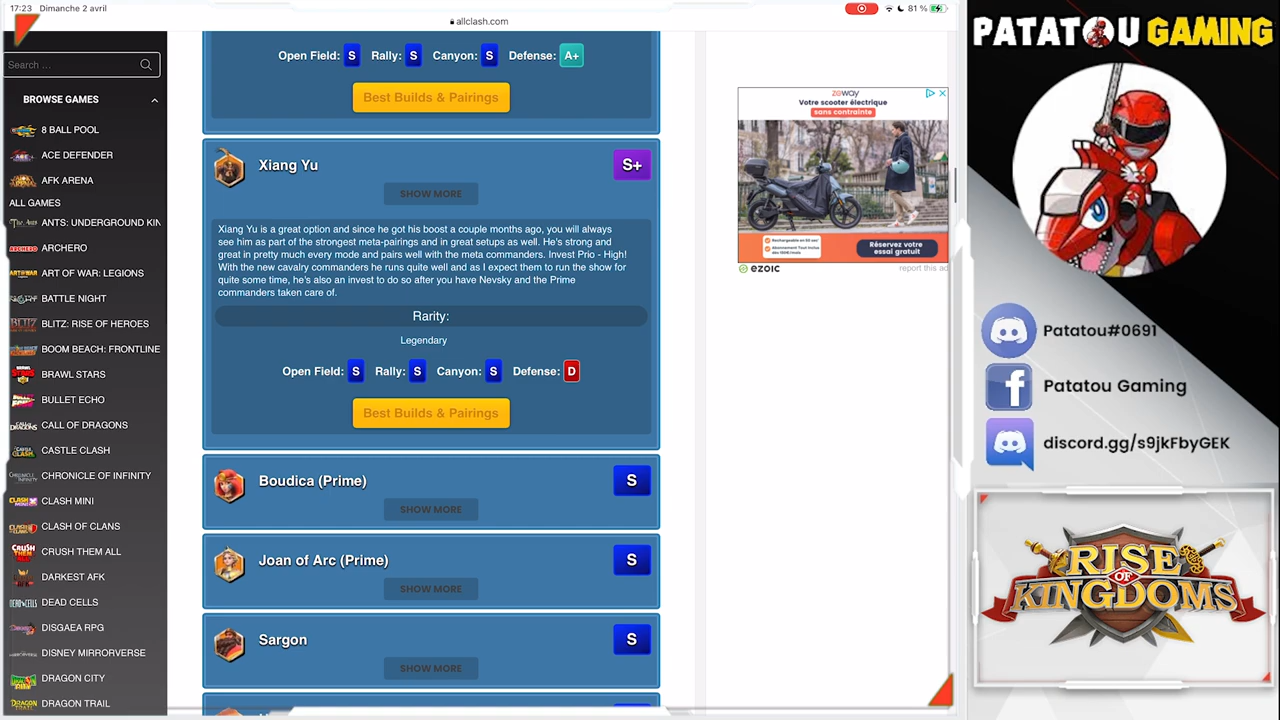 17:23 Dimanche 2 avril
81 %
allclash.com
Search ...
BROWSE GAMES
8 BALL POOL
ACE DEFENDER
AFK ARENA
ALL GAMES
ANTS: UNDERGROUND KIN
ARCHERO
ART OF WAR: LEGIONS
BATTLE NIGHT
BLITZ: RISE OF HEROES
BOOM BEACH: FRONTLINE
BRAWL STARS
BULLET ECHO
CALL OF DRAGONS
CASTLE CLASH
CHRONICLE OF INFINITY
CLASH MINI
CLASH OF CLANS
CRUSH THEM ALL
DARKEST AFK
DEAD CELLS
DISGAEA RPG
DISNEY MIRRORVERSE
DRAGON CITY
DRAGON TRAIL
Open Field: S Rally: S Canyon: S Defense: A+
Best Builds & Pairings
Xiang Yu S+
SHOW MORE
Xiang Yu is a great option and since he got his boost a couple months ago, you will always
see him as part of the strongest meta-pairings and in great setups as well. He's strong and
great in pretty much every mode and pairs well with the meta commanders. Invest Prio - High!
With the new cavalry commanders he runs quite well and as I expect them to run the show for
quite some time, he's also an invest to do so after you have Nevsky and the Prime
commanders taken care of.
Rarity:
Legendary
Open Field: S Rally: S Canyon: S Defense: D
Best Builds & Pairings
Boudica (Prime) S
SHOW MORE
Joan of Arc (Prime) S
SHOW MORE
Sargon S
SHOW MORE
zeway
Votre scooter électrique
sans contrainte
Réservez votre
essai gratuit
ezoic
report this ad
PATATOU GAMING
Patatou#0691
Patatou Gaming
discord.gg/s9jkFbyGEK
RISE OF
KINGDOMS